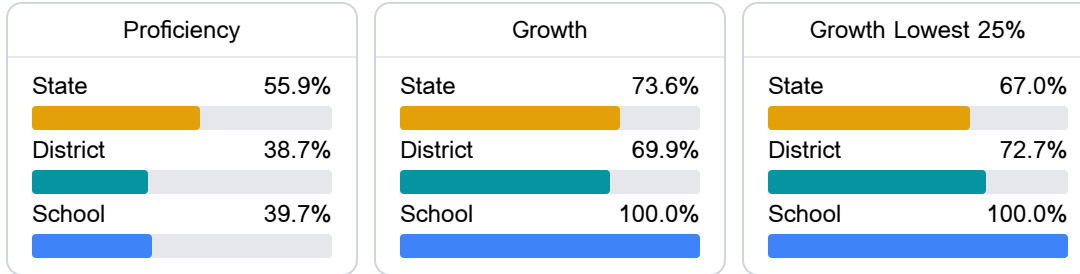 Proficiency
State 55.9%
District 38.7%
School 39.7%
Growth
State 73.6%
District 69.9%
School 100.0%
Growth Lowest 25%
State 67.0%
District 72.7%
School 100.0%